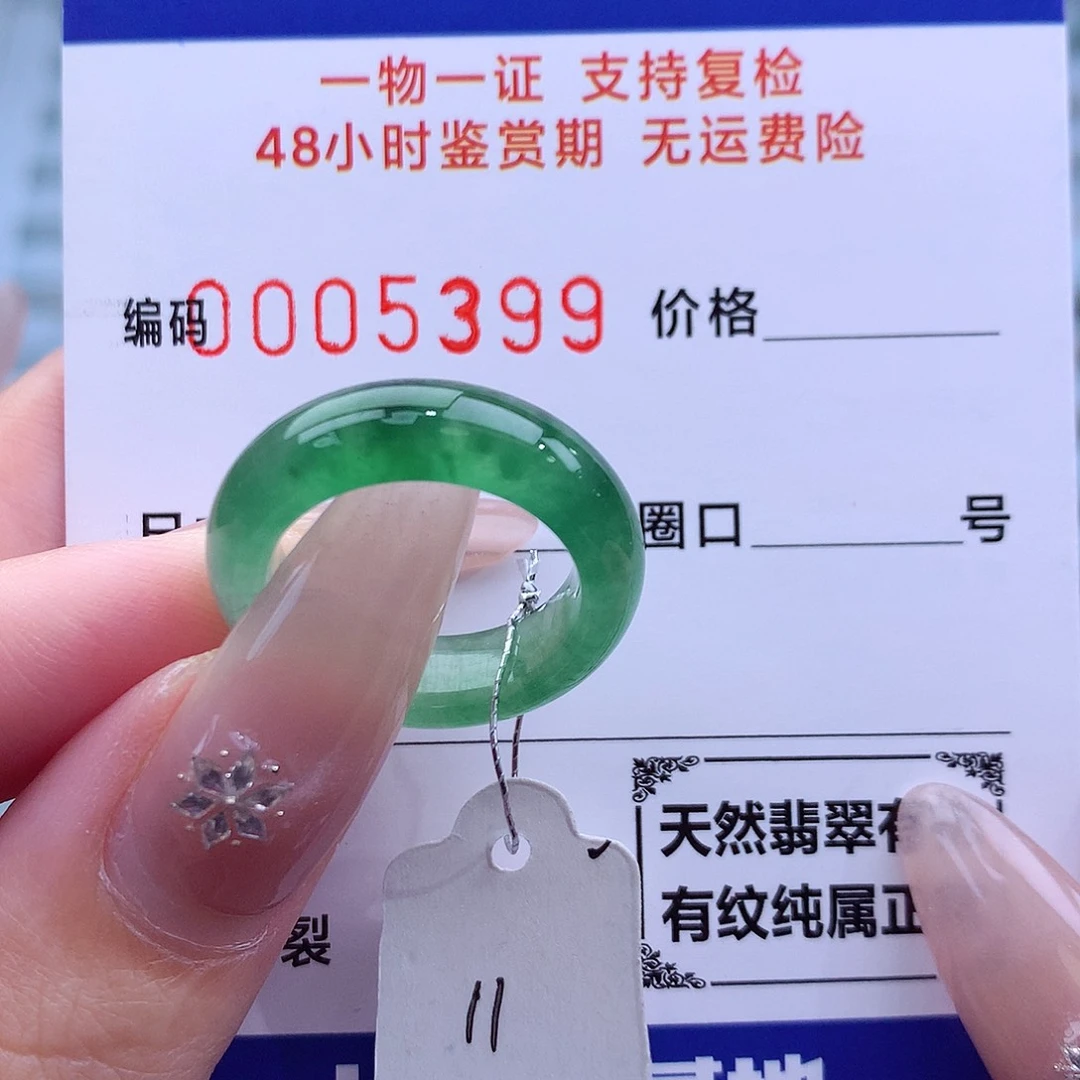 一物一证 支持复检
48小时鉴赏期 无运费险
编码0005399 价格
圈口 号
天然翡翠
有纹纯属正
裂
11